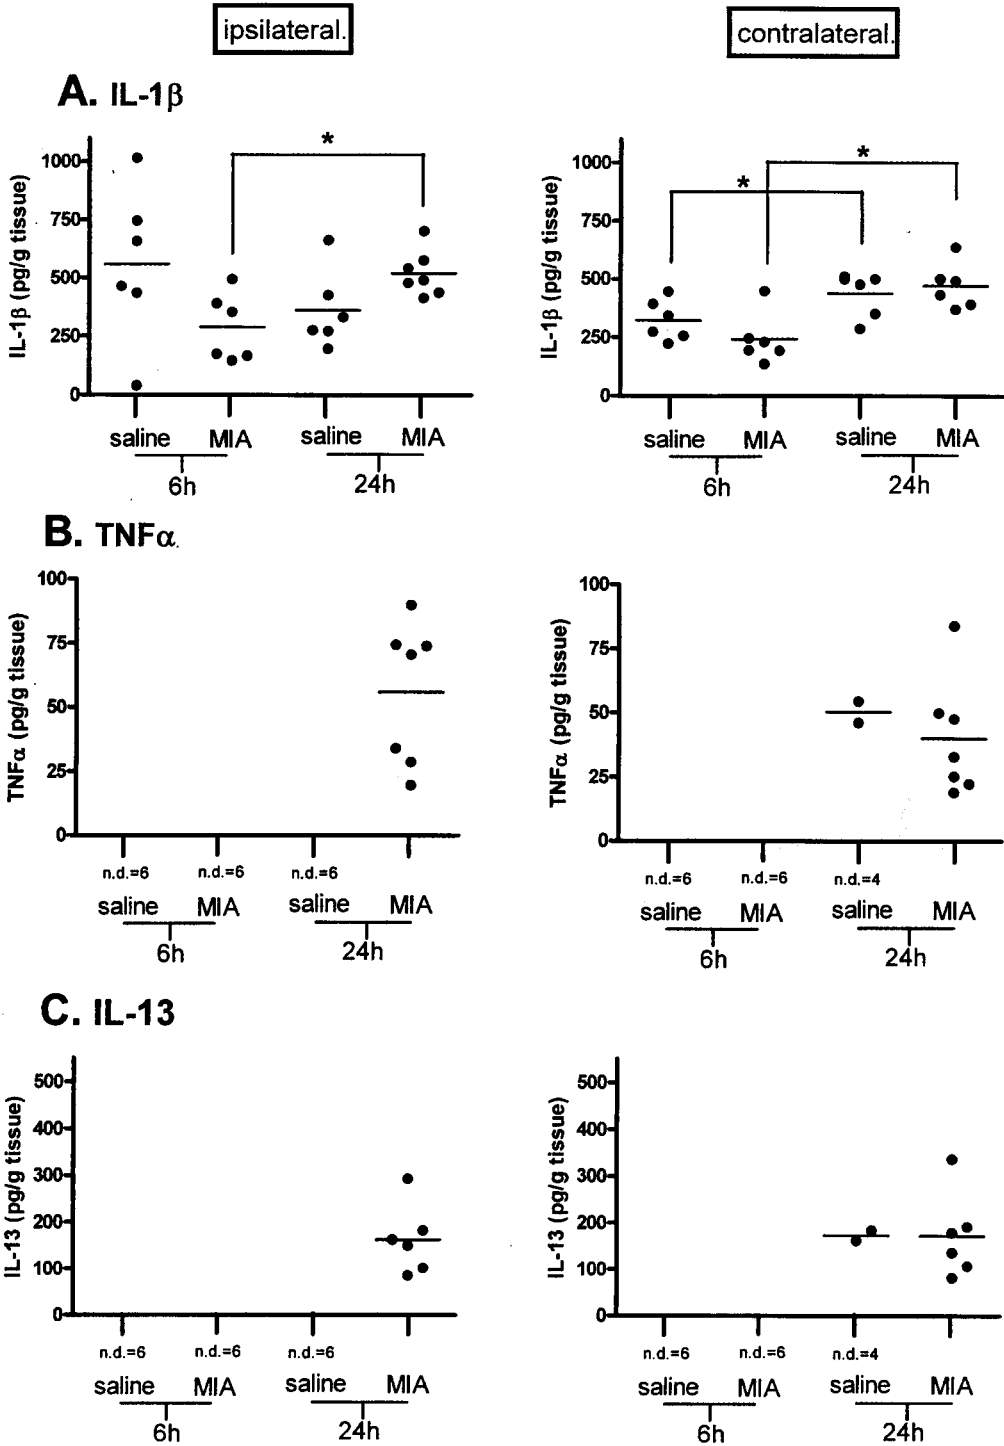 ipsilateral.
contralateral.
A. IL-1β
IL-1β (pg/g tissue)
1000
750
500
250
0
*
saline MIA saline MIA
6h 24h
IL-1β (pg/g tissue)
1000
750
500
250
0
* *
saline MIA saline MIA
6h 24h
B. TNFα
TNFα (pg/g tissue)
100
75
50
25
0
n.d.=6 n.d.=6 n.d.=6
saline MIA saline MIA
6h 24h
TNFα (pg/g tissue)
100
75
50
25
0
n.d.=6 n.d.=6 n.d.=4
saline MIA saline MIA
6h 24h
C. IL-13
IL-13 (pg/g tissue)
500
400
300
200
100
0
n.d.=6 n.d.=6 n.d.=6
saline MIA saline MIA
6h 24h
IL-13 (pg/g tissue)
500
400
300
200
100
0
n.d.=6 n.d.=6 n.d.=4
saline MIA saline MIA
6h 24h